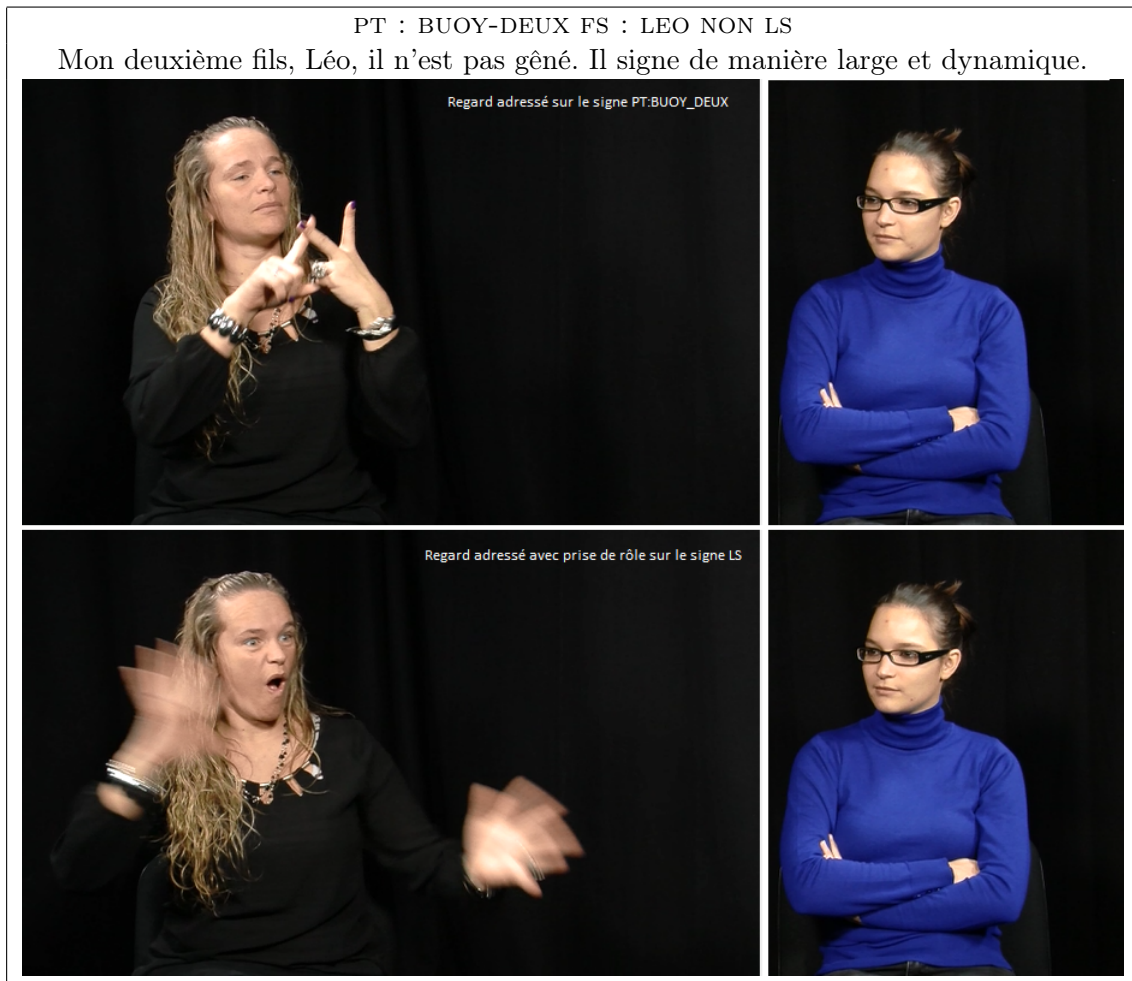 PT : BUOY-DEUX FS : LEO NON LS
Mon deuxième fils, Léo, il n'est pas gêné. Il signe de manière large et dynamique.
Regard adressé sur le signe PT:BUOY_DEUX
Regard adressé avec prise de rôle sur le signe LS